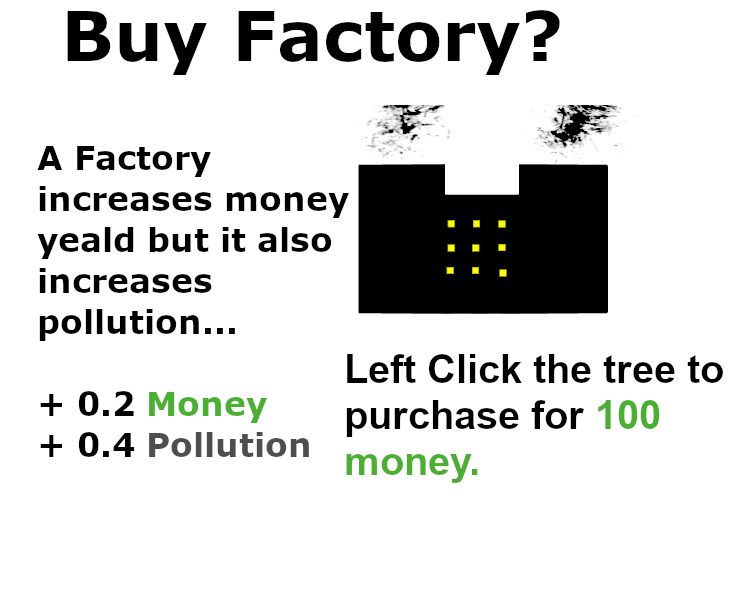 Buy Factory?
A Factory
increases money
yeald but it also
increases
pollution...
+ 0.2 Money
+ 0.4 Pollution
Left Click the tree to
purchase for 100
money.